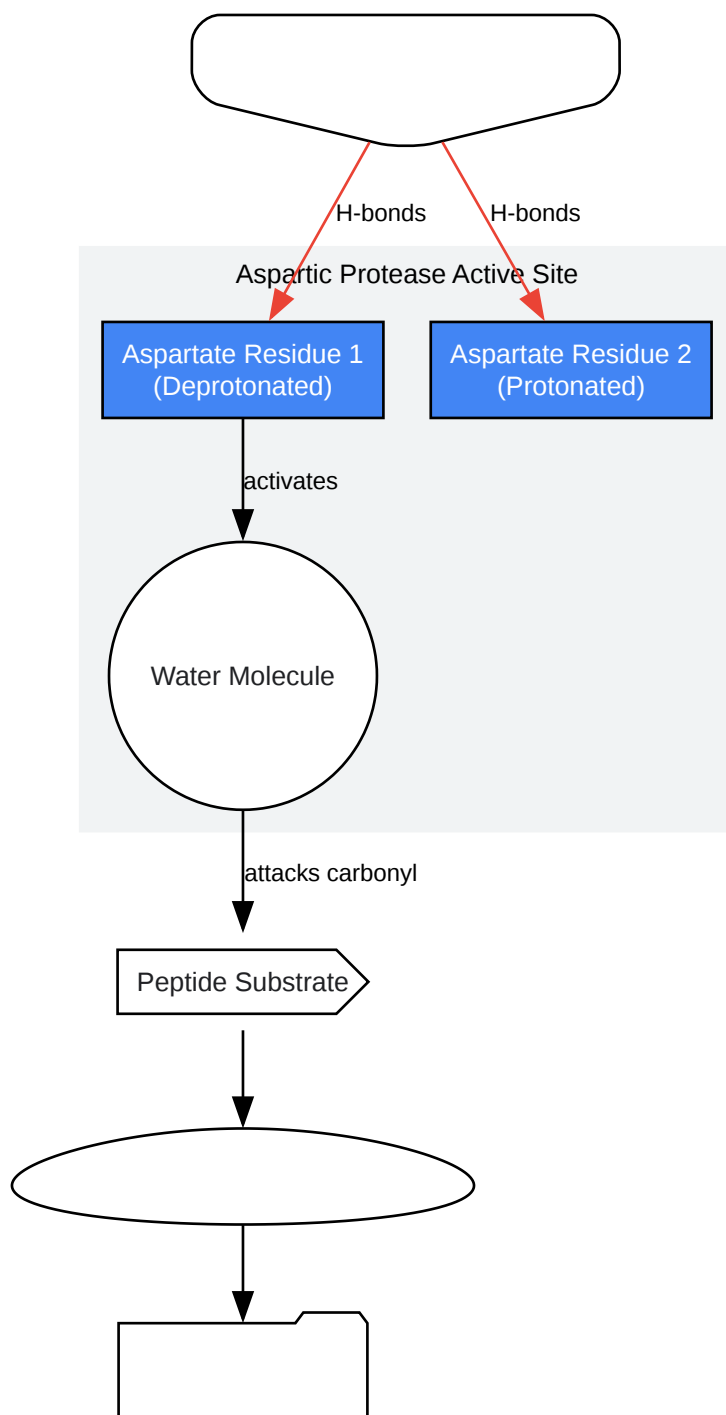 H-bonds
H-bonds
Aspartic Protease Active Site
Aspartate Residue 1
(Deprotonated)
Aspartate Residue 2
(Protonated)
activates
Water Molecule
attacks carbonyl
Peptide Substrate